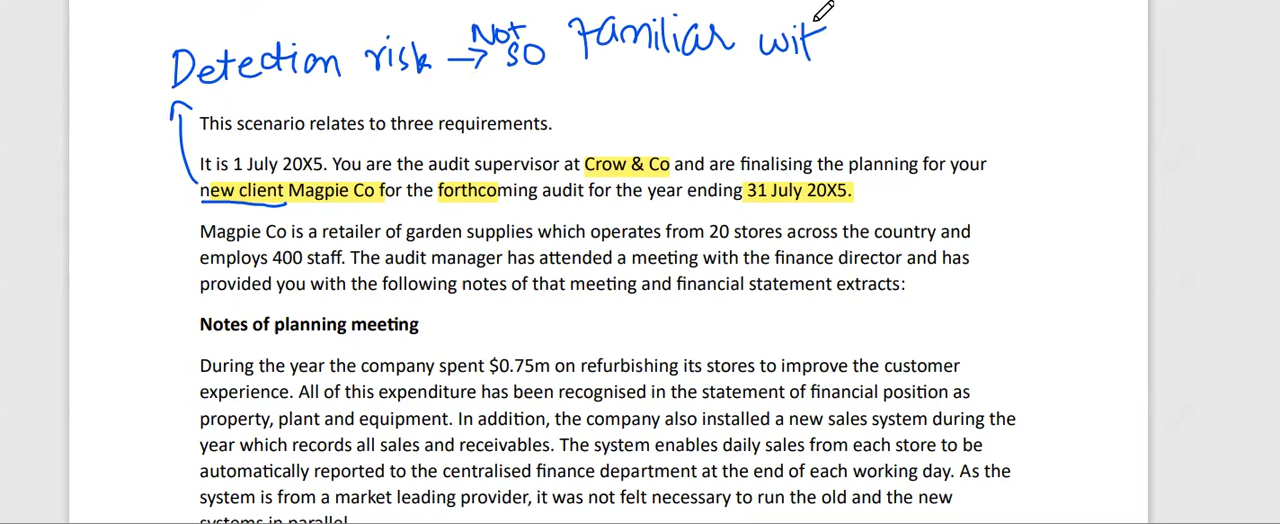 Detection risk → Not so Familiar wit
This scenario relates to three requirements.
It is 1 July 20X5. You are the audit supervisor at Crow & Co and are finalising the planning for your
new client Magpie Co for the forthcoming audit for the year ending 31 July 20X5.
Magpie Co is a retailer of garden supplies which operates from 20 stores across the country and
employs 400 staff. The audit manager has attended a meeting with the finance director and has
provided you with the following notes of that meeting and financial statement extracts:
Notes of planning meeting
During the year the company spent $0.75m on refurbishing its stores to improve the customer
experience. All of this expenditure has been recognised in the statement of financial position as
property, plant and equipment. In addition, the company also installed a new sales system during the
year which records all sales and receivables. The system enables daily sales from each store to be
automatically reported to the centralised finance department at the end of each working day. As the
system is from a market leading provider, it was not felt necessary to run the old and the new
systems in parallel